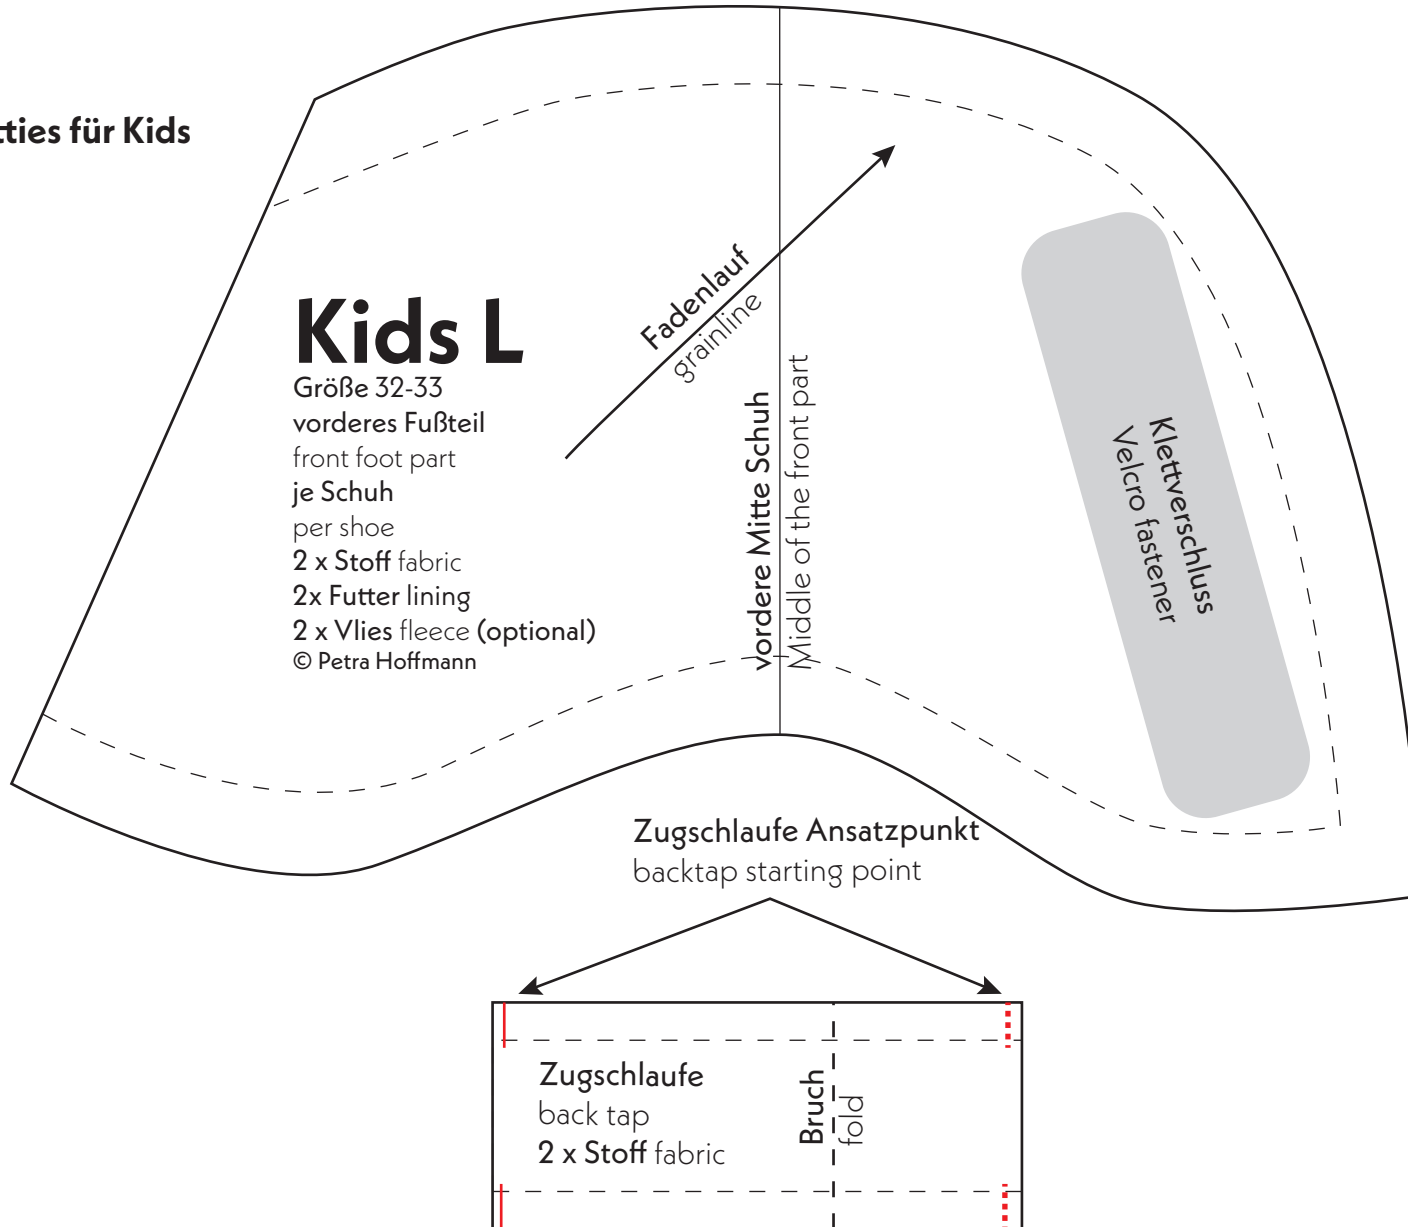 für Kids
Kids L
Größe 32-33
vorderes Fußteil
front foot part
je Schuh
per shoe
2 x Stoff fabric
2x Futter lining
2 x Vlies fleece (optional)
© Petra Hoffmann
Fadenlauf
grainline
vordere Mitte Schuh
Middle of the front part
Klettverschluss
Velcro fastener
Zugschlaufe Ansatzpunkt
backtap starting point
Zugschlaufe
back tap
2 x Stoff fabric
Bruch
fold